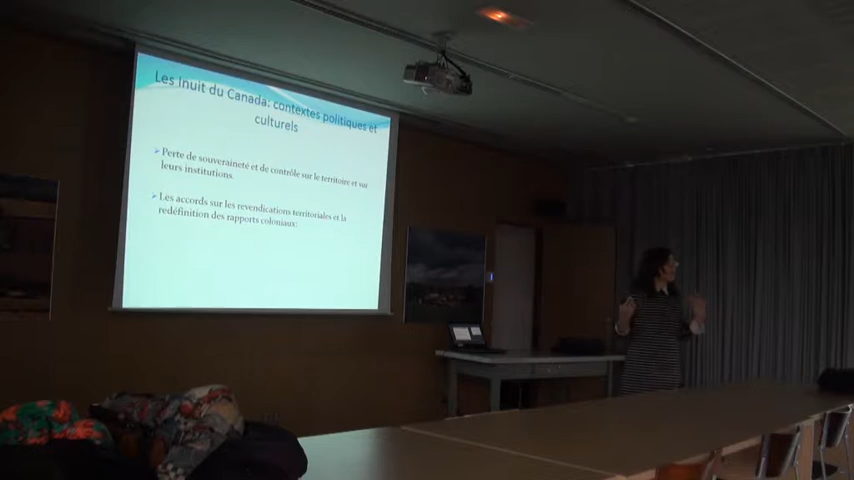 Les Inuit du Canada: contextes politiques et
culturels
Perte de souveraineté et de contrôle sur le territoire et sur
leurs institutions.
Les accords sur les revendications territoriales et la
redéfinition des rapports coloniaux: